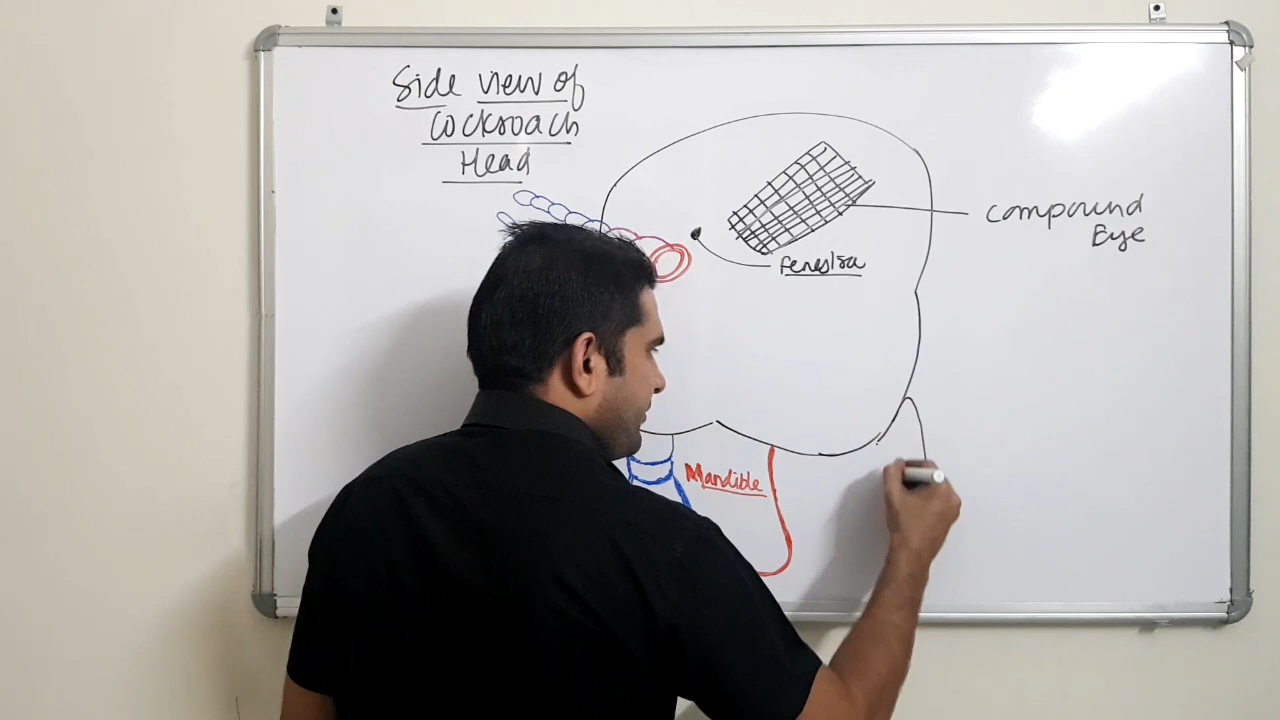 Side view of
Cockroach
Head
Compound
Eye
Fenestra
Mandible